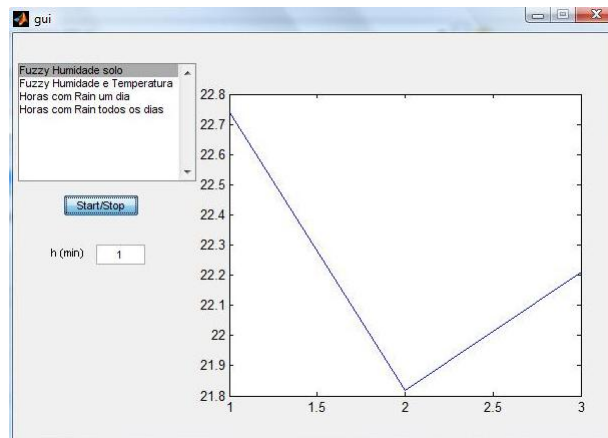 gui
Fuzzy Humidade solo
Fuzzy Humidade e Temperatura
Horas com Rain um dia
Horas com Rain todos os dias
Start/Stop
h (min) 1
22.8
22.7
22.6
22.5
22.4
22.3
22.2
22.1
22
21.9
21.8
1 1.5 2 2.5 3